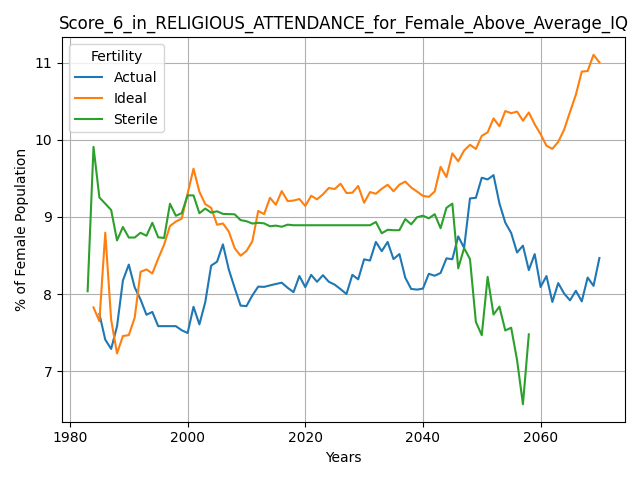 Score_6_in_RELIGIOUS_ATTENDANCE_for_Female_Above_Average_IQ
Fertility
Actual
Ideal
Sterile
% of Female Population
11
10
9
8
7
1980
2000
2020
2040
2060
Years